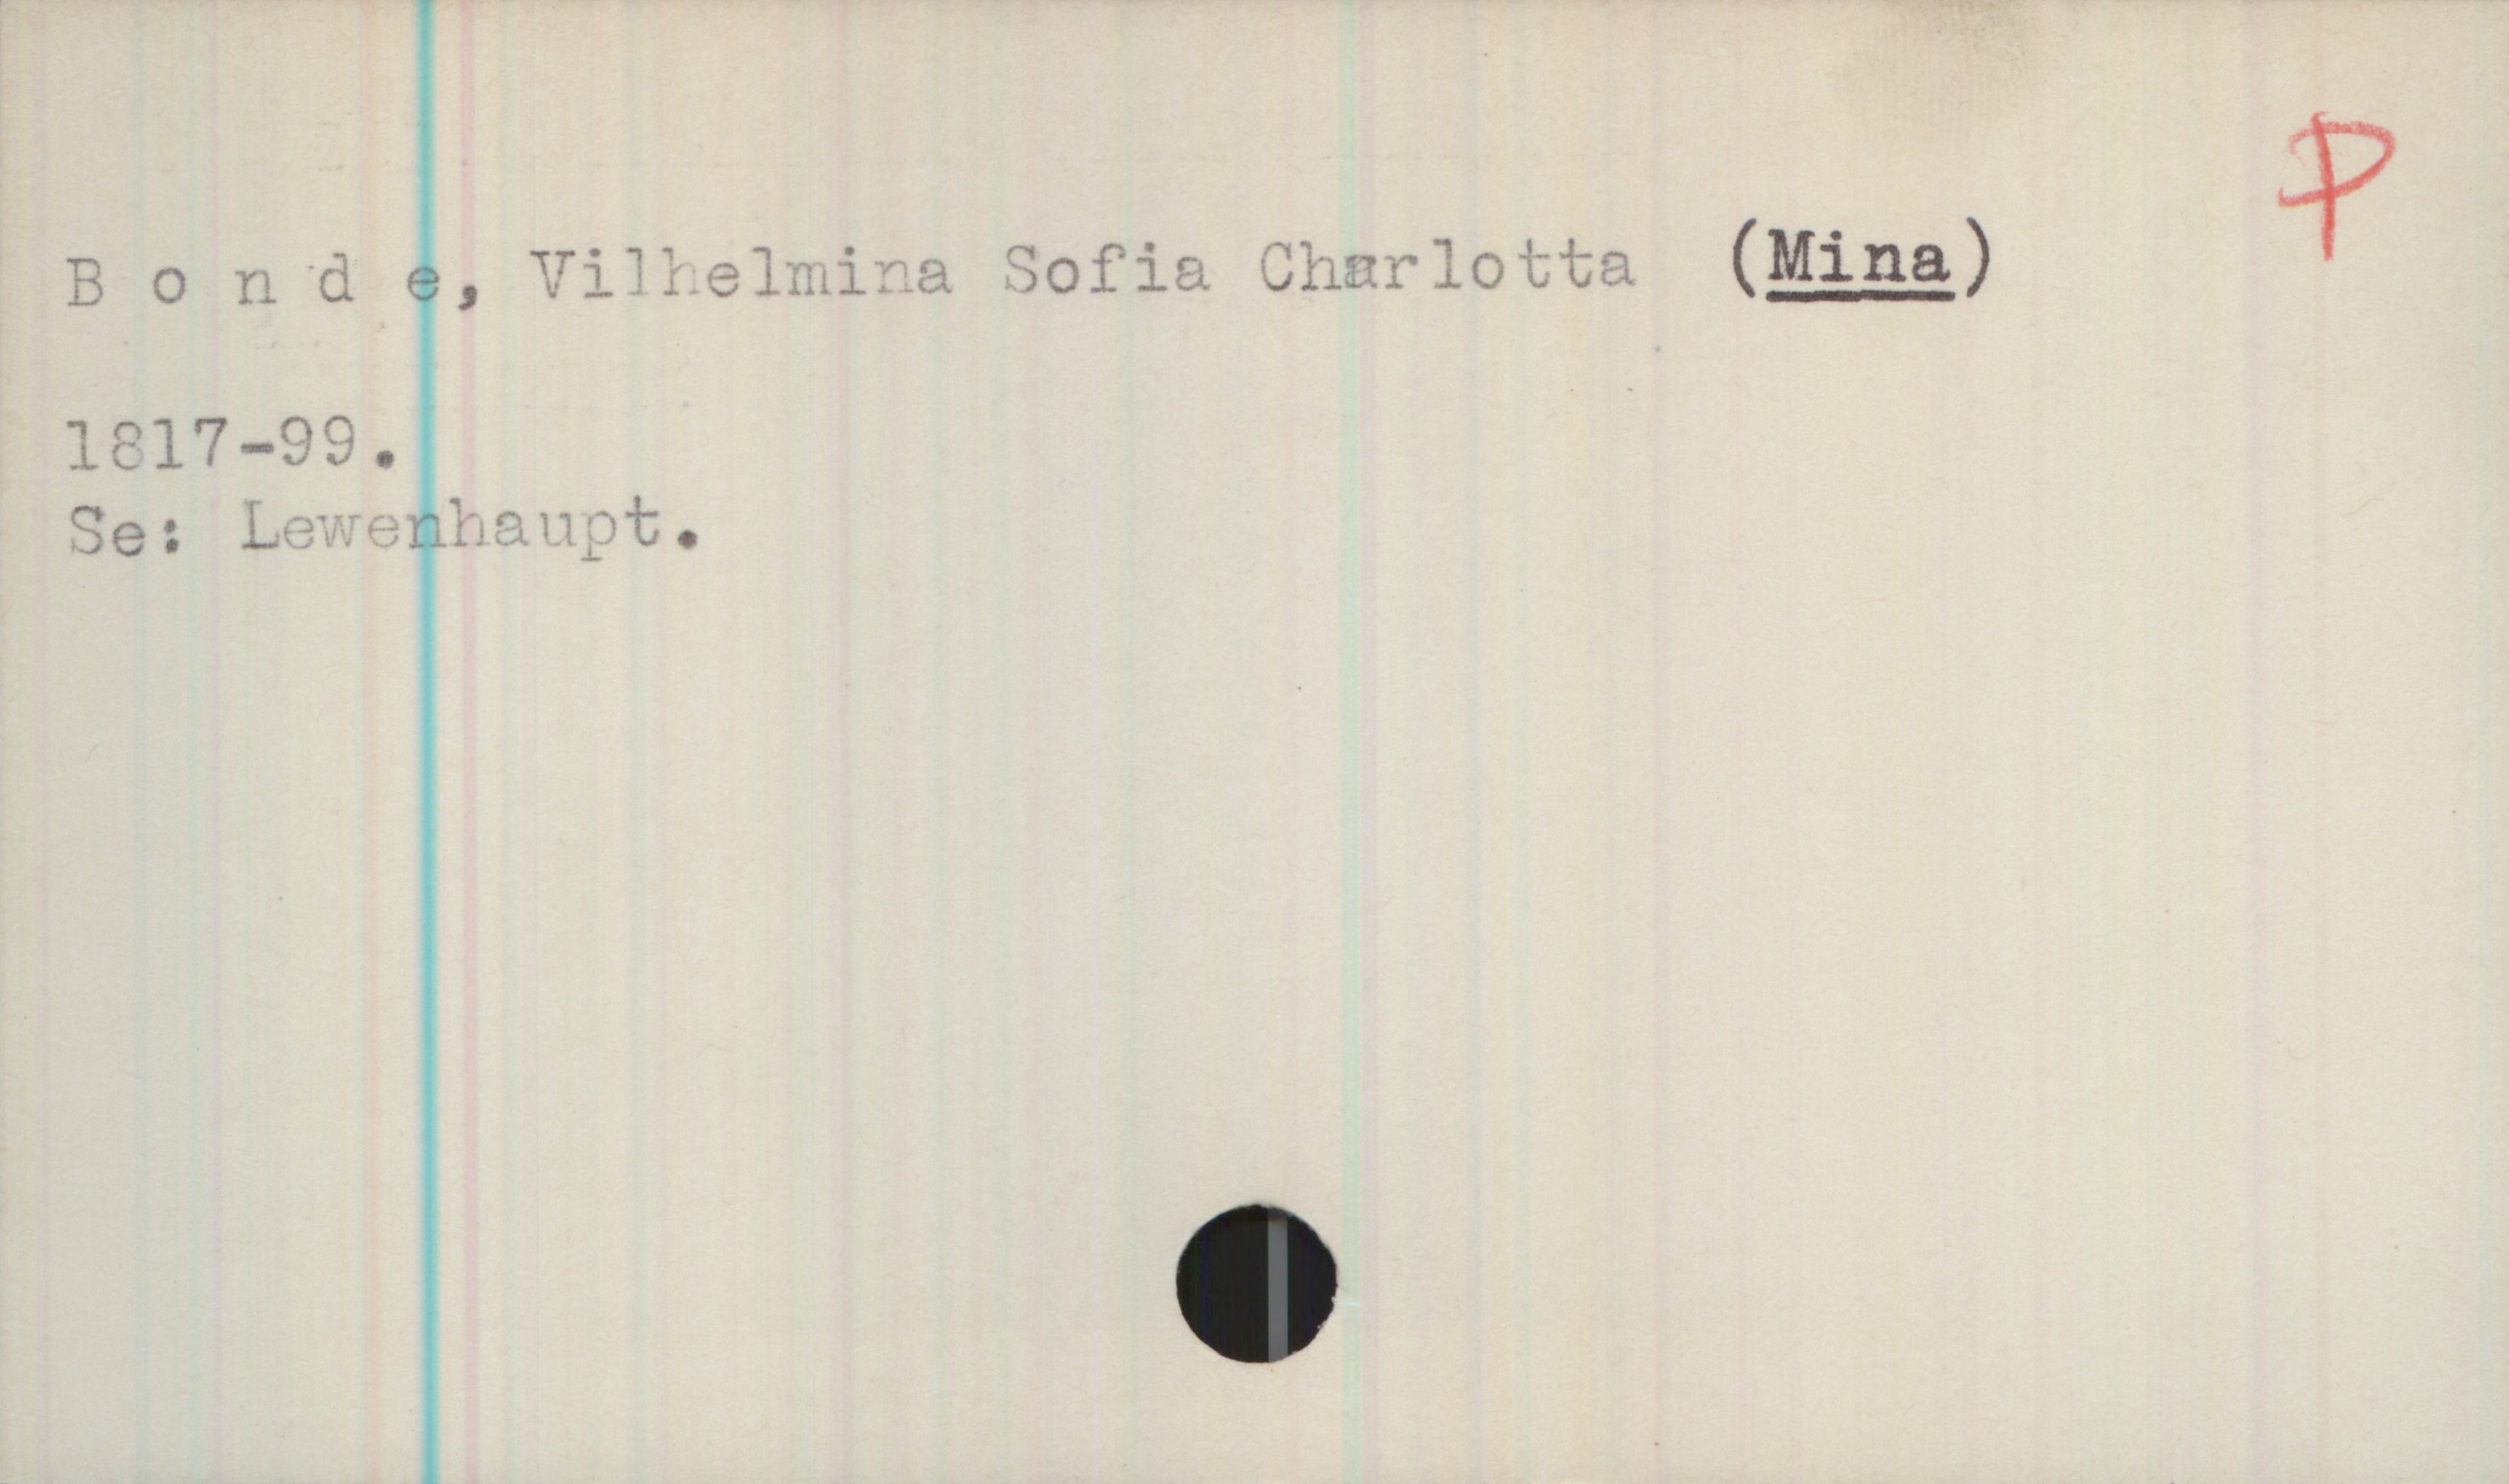 P
B o n d e, Vilhelmina Sofia Charlotta (Mina)
1817-99.
Se: Lewenhaupt.